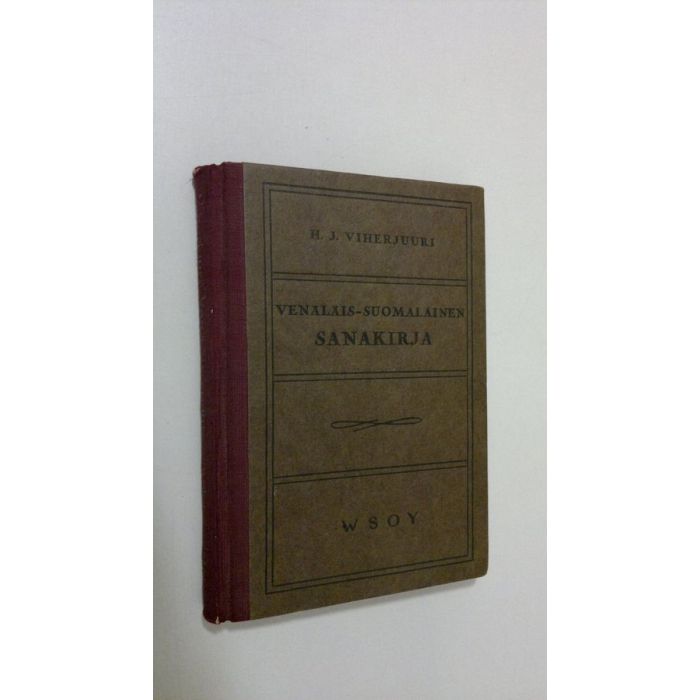 H. J. VIHERJUURI
VENÄLÄIS-SUOMALAINEN
SANAKIRJA
WSOY